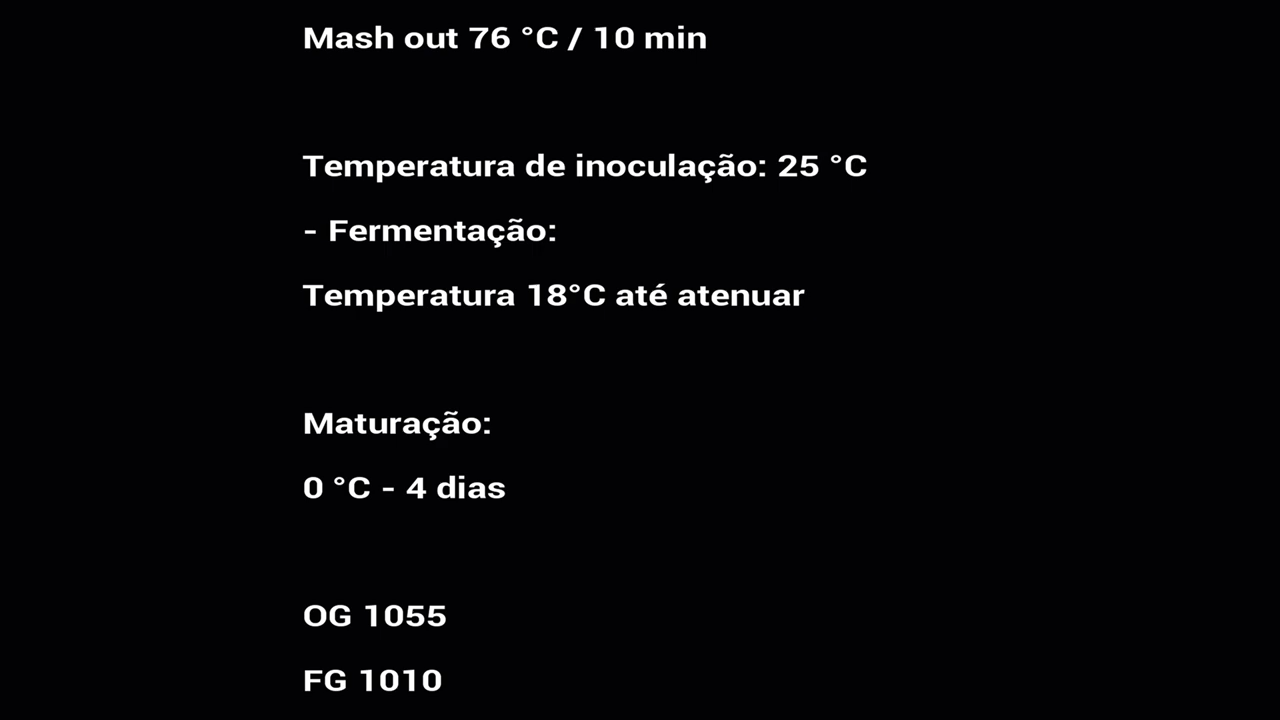 Mash out 76 °C / 10 min
Temperatura de inoculação: 25 °C
- Fermentação:
Temperatura 18°C até atenuar
Maturação:
0 °C - 4 dias
OG 1055
FG 1010